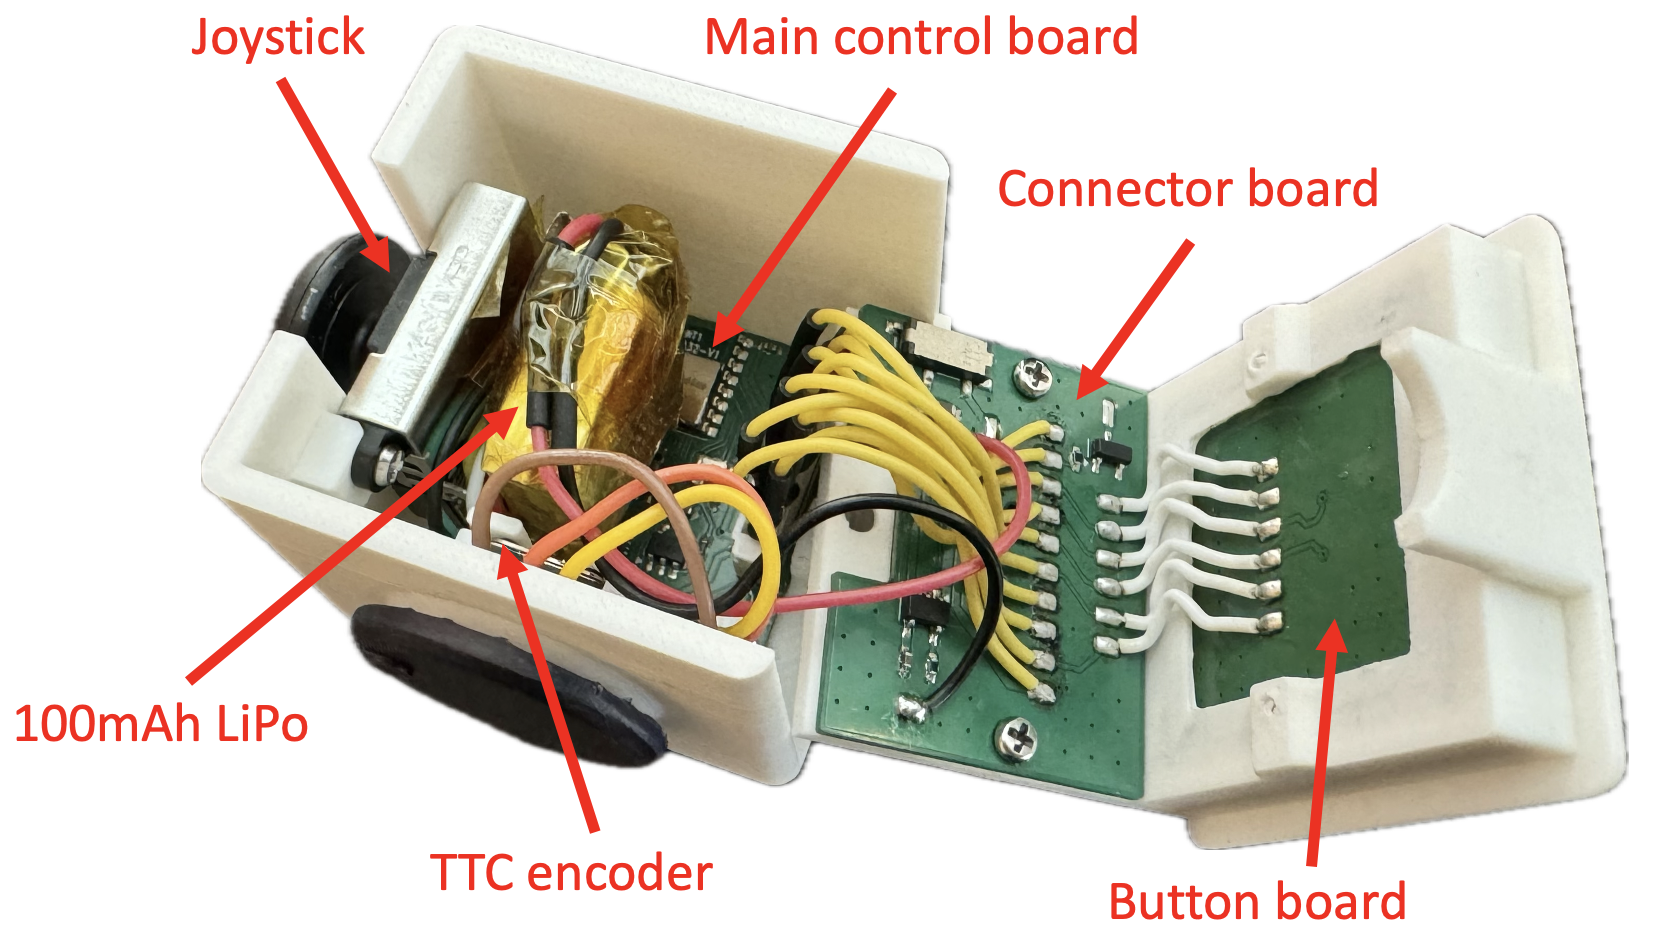 Joystick
Main control board
Connector board
100mAh LiPo
TTC encoder
Button board